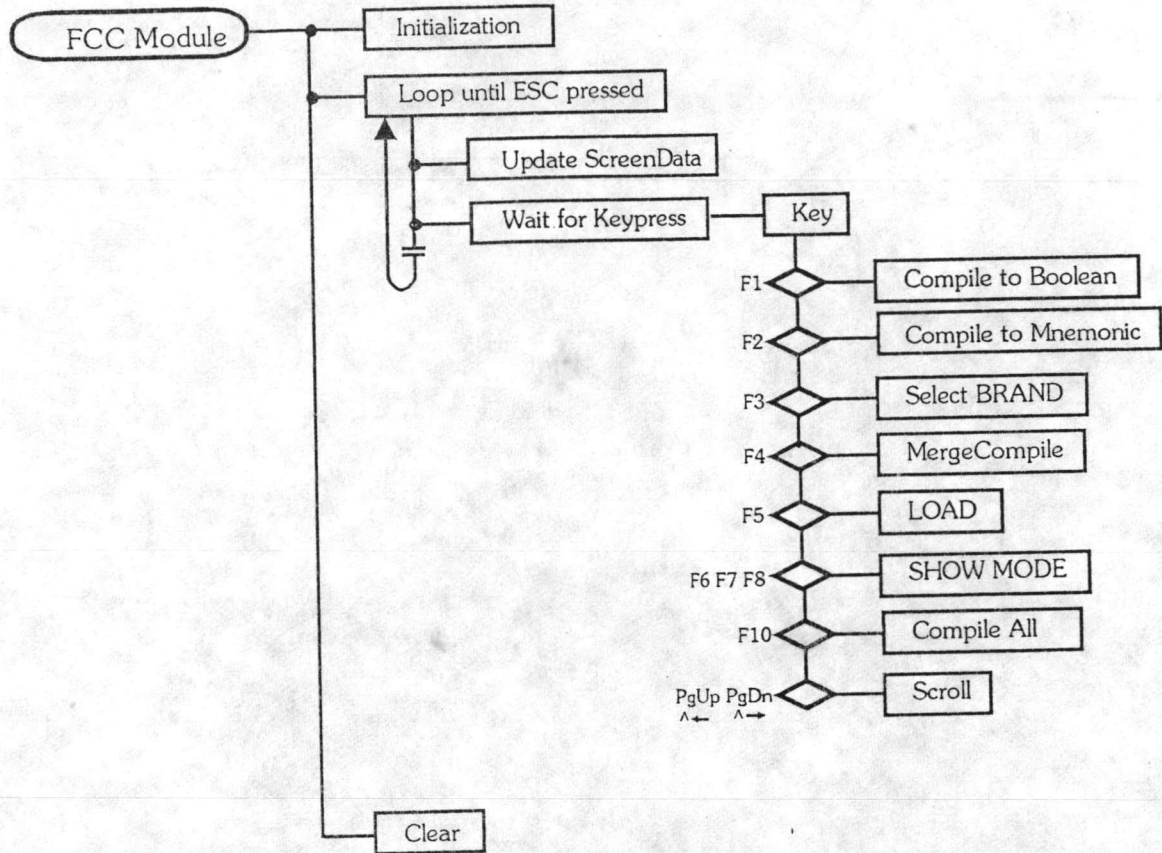 FCC Module
Initialization
Loop until ESC pressed
Update ScreenData
Wait for Keypress
Key
F1
Compile to Boolean
F2
Compile to Mnemonic
F3
Select BRAND
F4
MergeCompile
F5
LOAD
F6 F7 F8
SHOW MODE
F10
Compile All
PgUp PgDn
^← ^→
Scroll
Clear